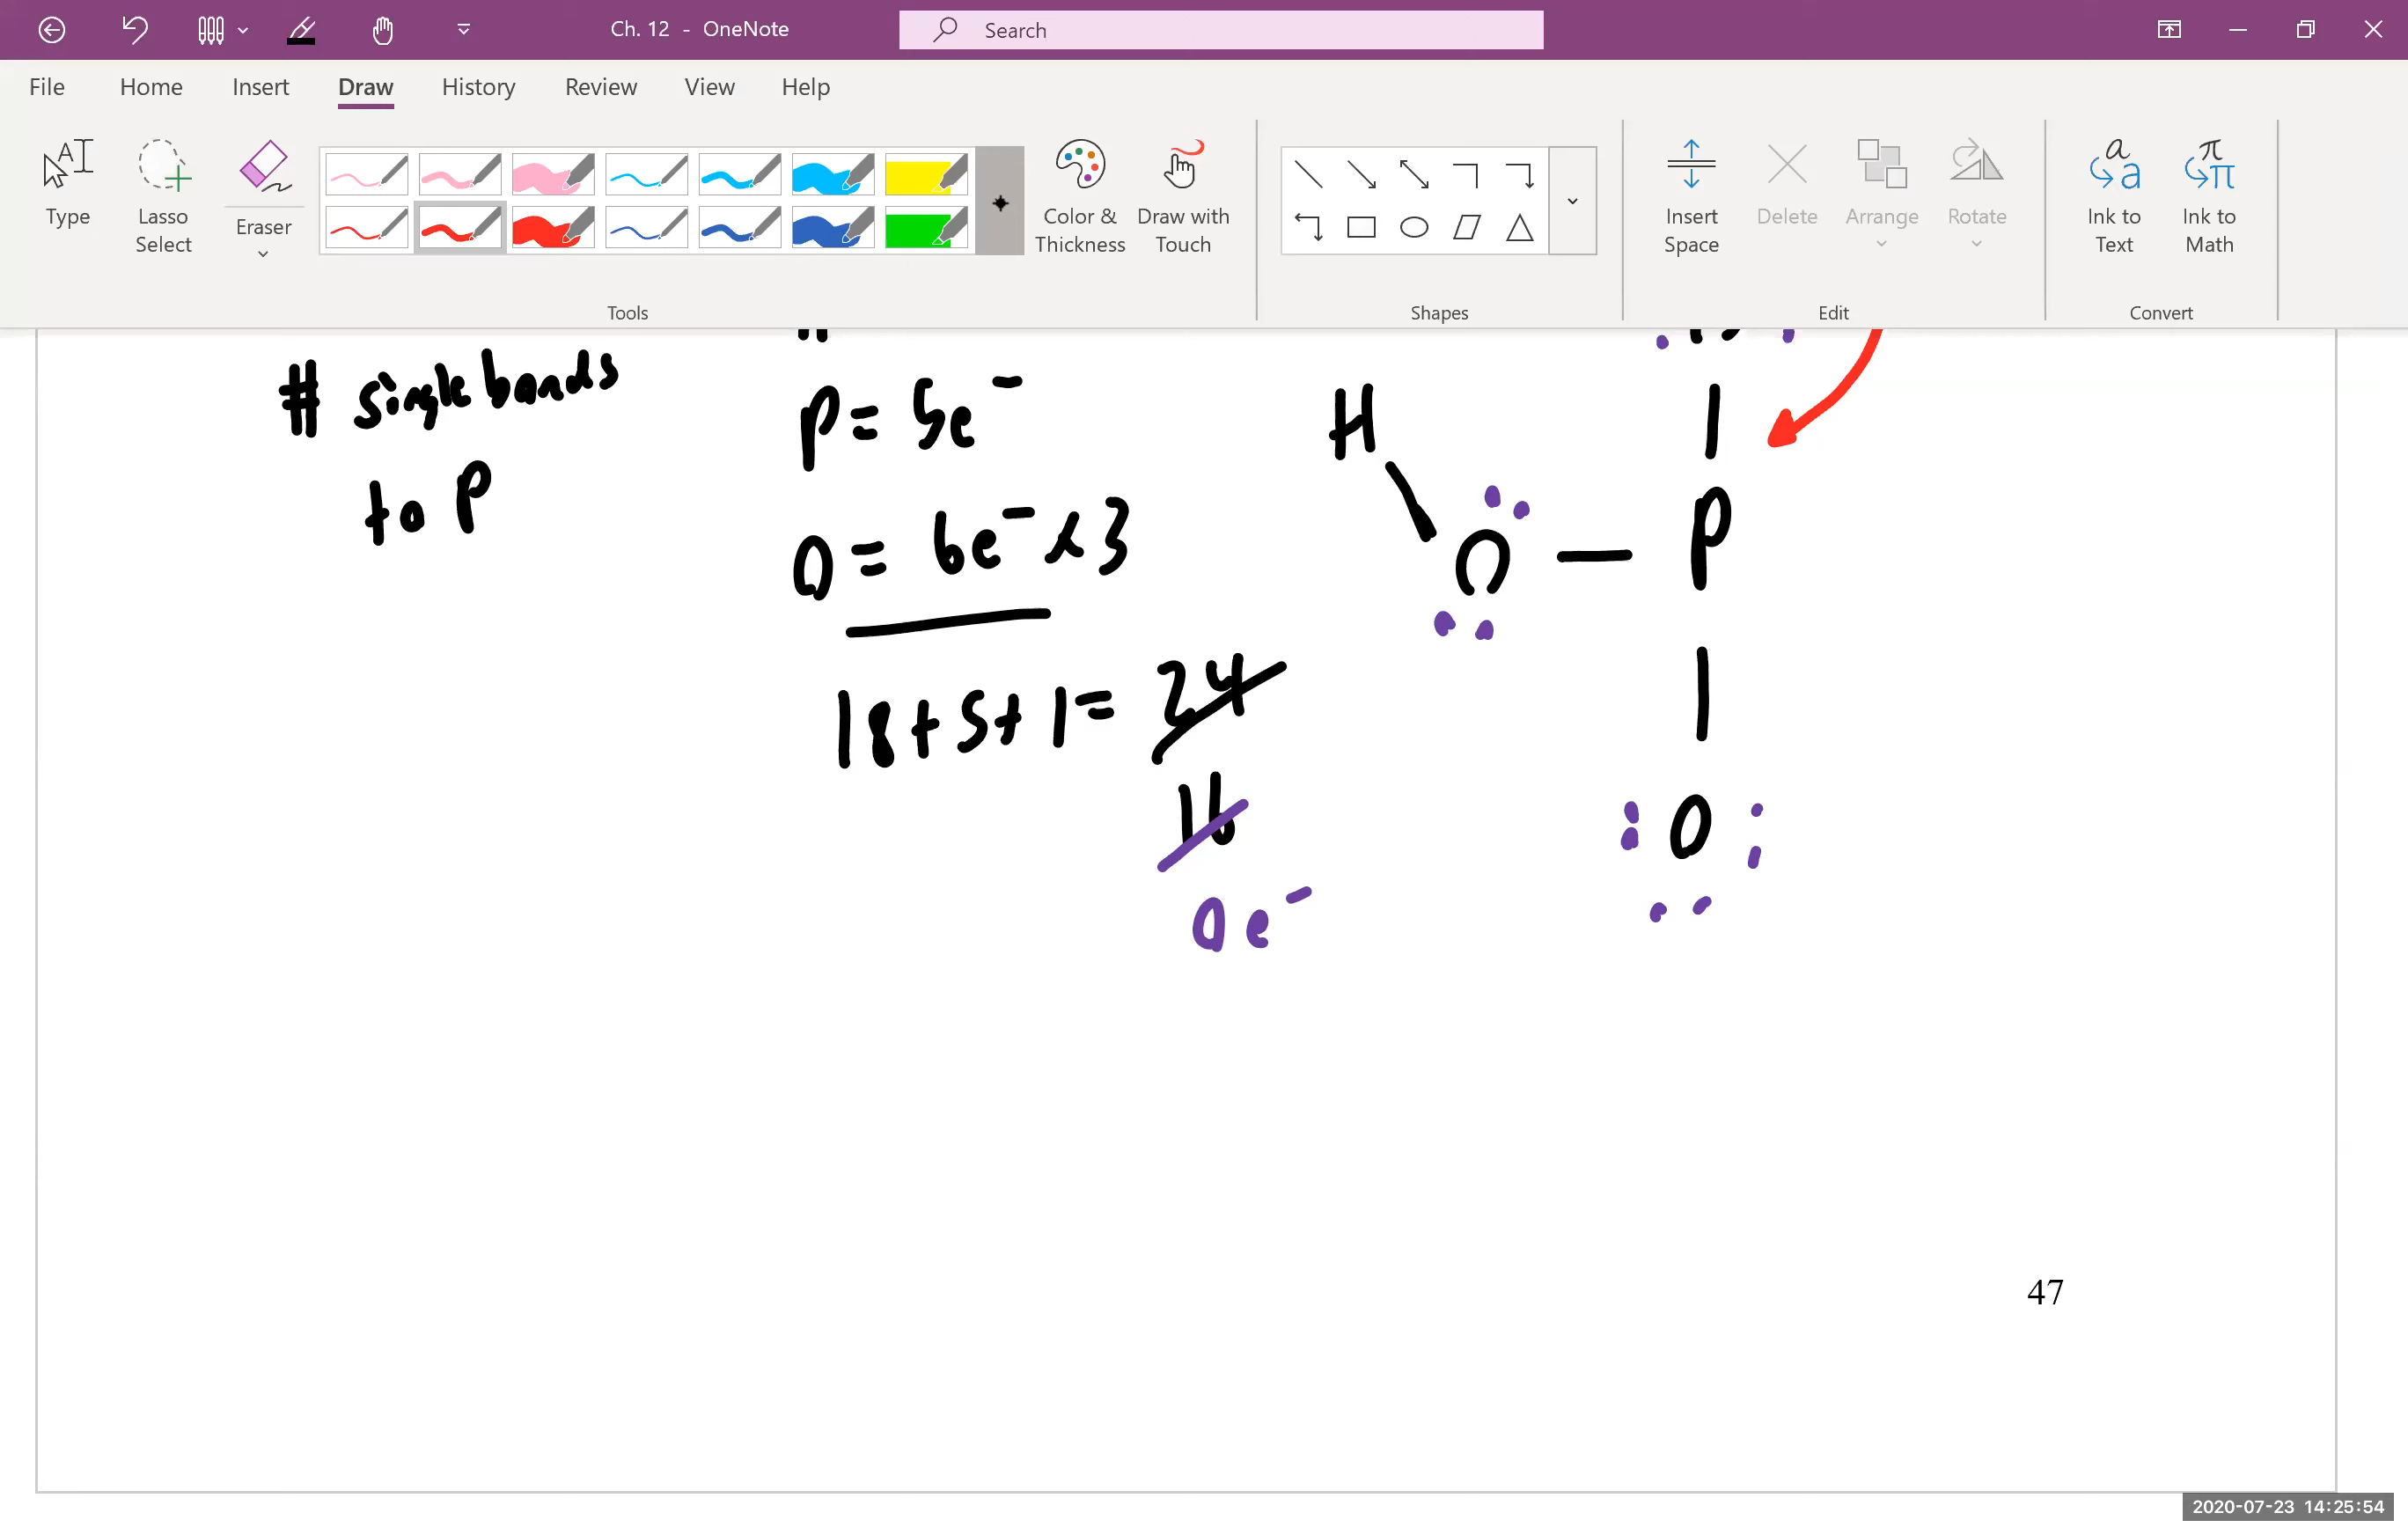 Ch. 12 - OneNote
Search
File Home Insert Draw History Review View Help
Type
Lasso Select
Eraser
Color & Thickness
Draw with Touch
Insert Space
Delete
Arrange
Rotate
Ink to Text
Ink to Math
Tools
Shapes
Edit
Convert
# single bonds
to P
P = 5e⁻
O = 6e⁻ x 3
18 + 5 + 1 = 24
16
0 e⁻
H
O — P
O
47
2020-07-23 14:25:54